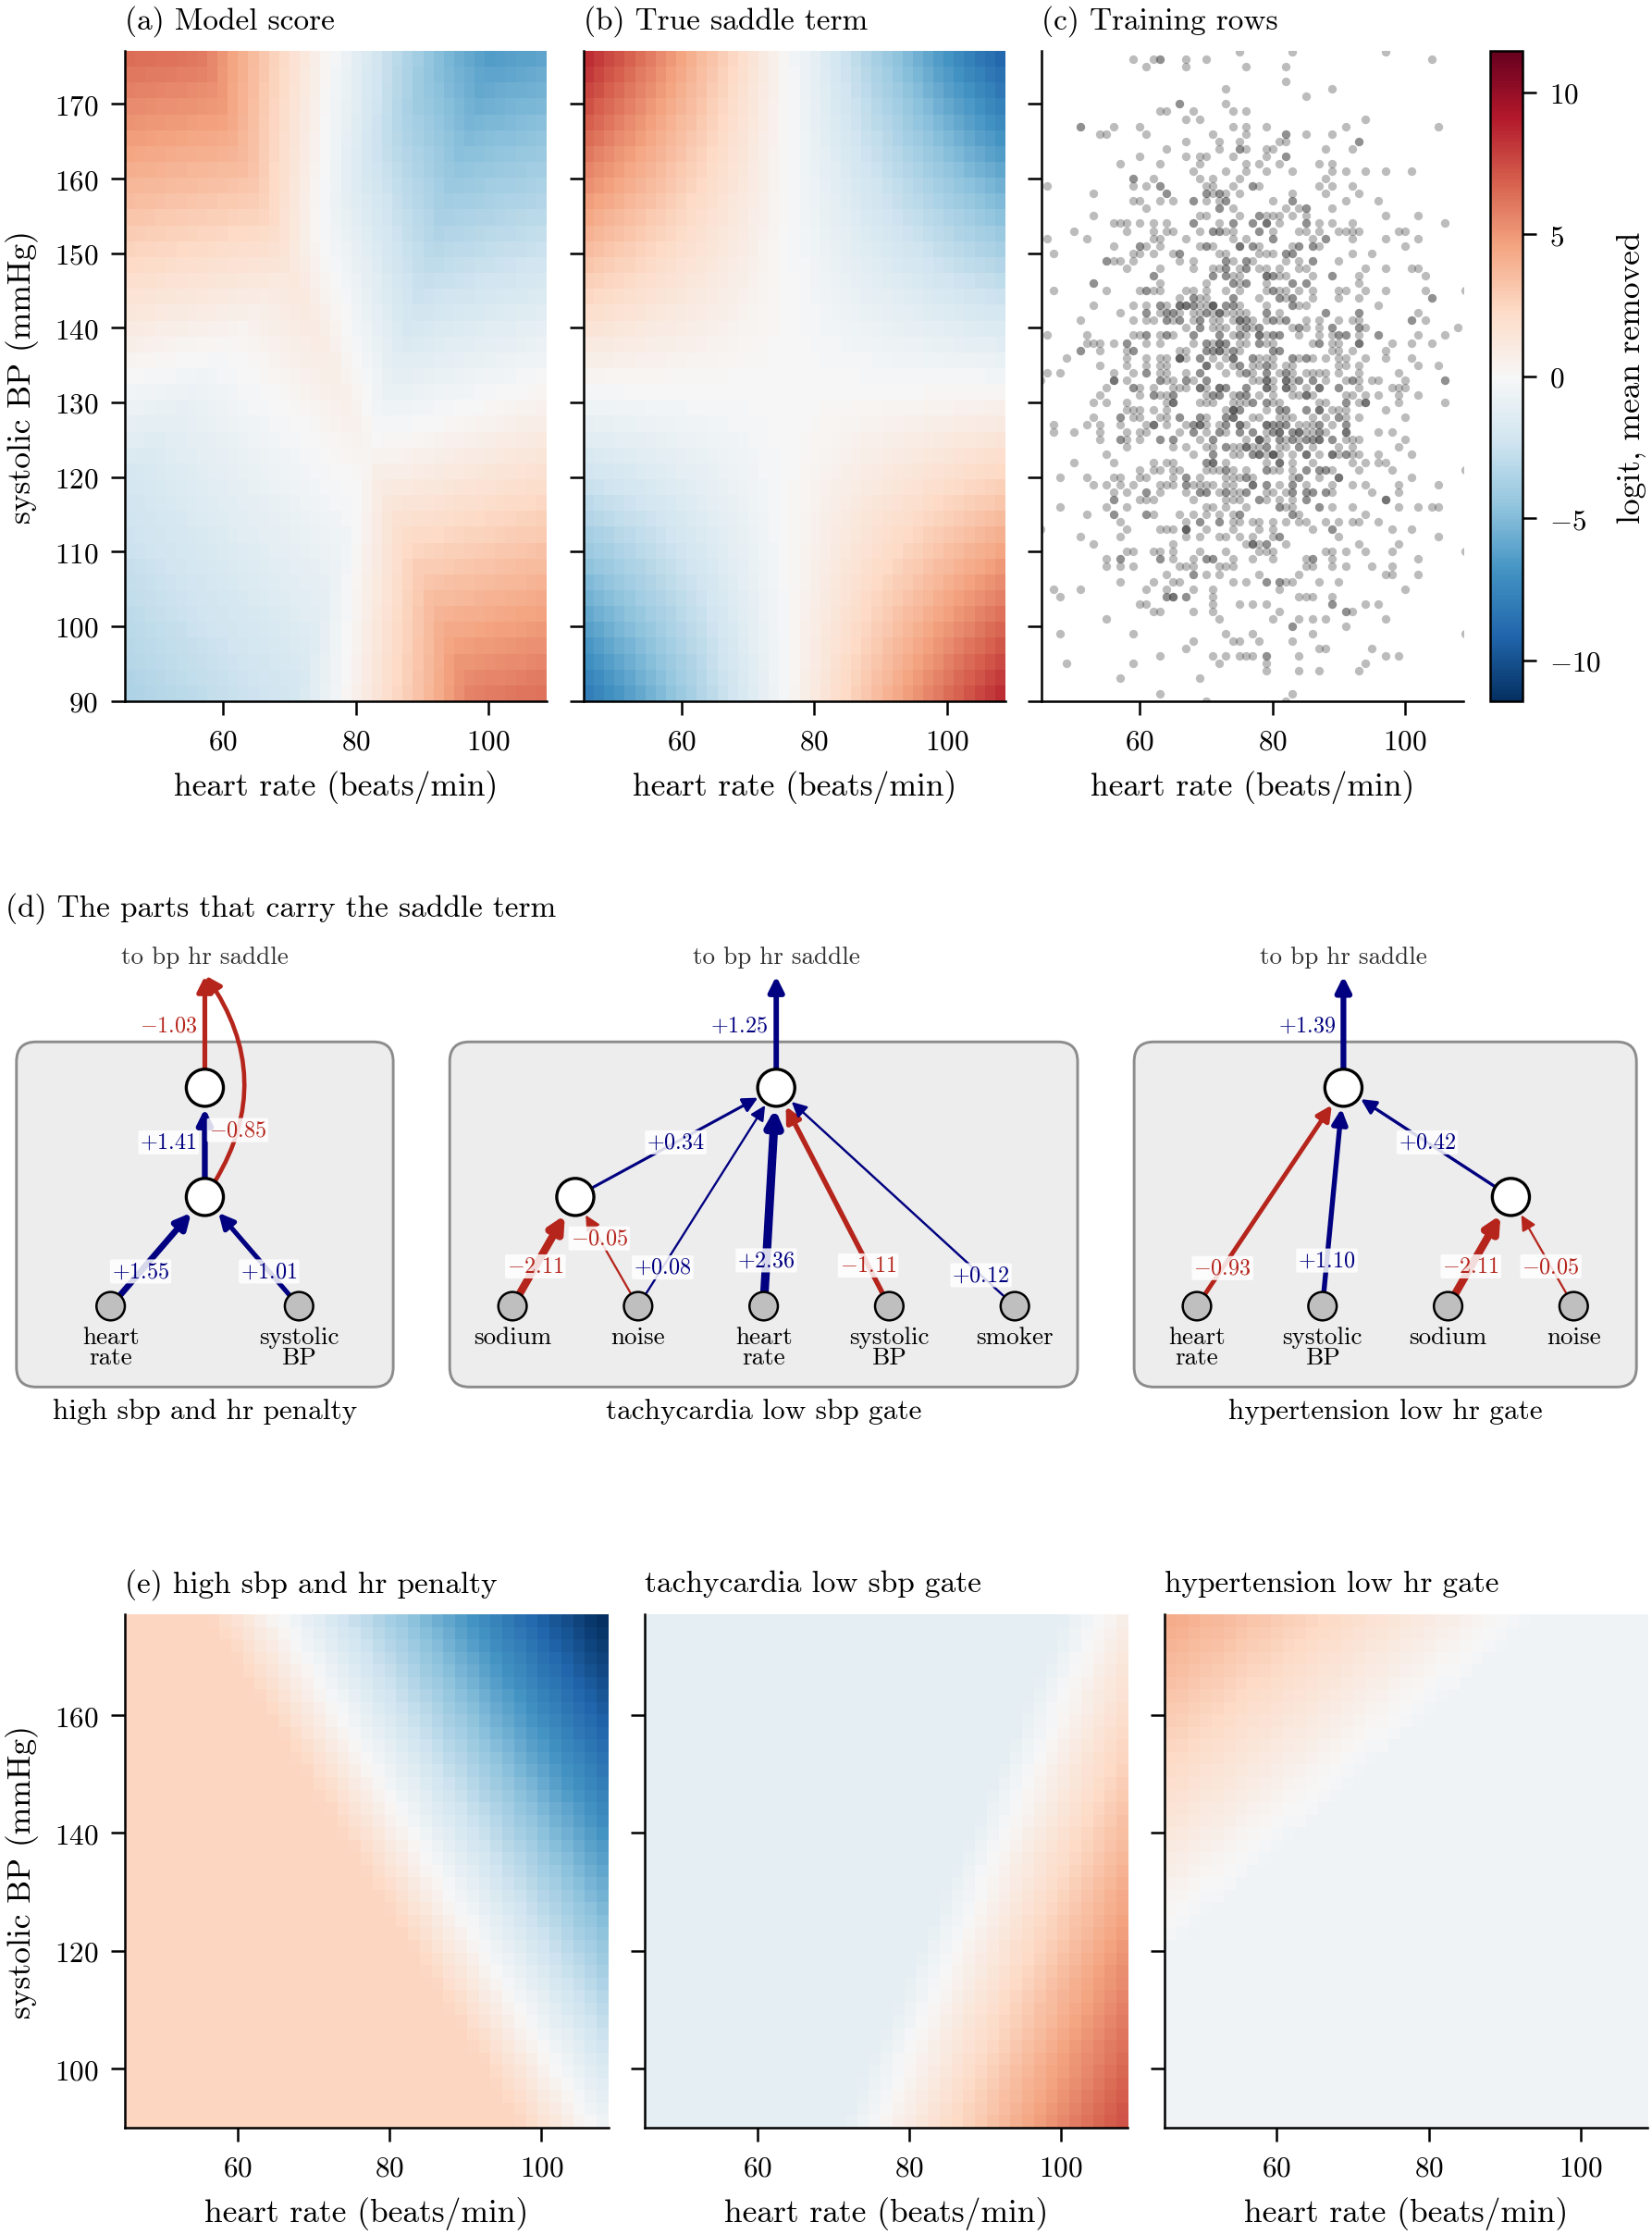 (a) Model score
(b) True saddle term
(c) Training rows
systolic BP (mmHg)
170
160
150
140
130
120
110
100
90
60 80 100
60 80 100
60 80 100
heart rate (beats/min)
heart rate (beats/min)
heart rate (beats/min)
10
5
0
−5
−10
logit, mean removed
(d) The parts that carry the saddle term
to bp hr saddle
−1.03
+1.41
−0.85
+1.55
+1.01
heart
rate
systolic
BP
high sbp and hr penalty
to bp hr saddle
+1.25
+0.34
−0.05
−2.11
+0.08
+2.36
−1.11
+0.12
sodium
noise
heart
rate
systolic
BP
smoker
tachycardia low sbp gate
to bp hr saddle
+1.39
+0.42
−0.93
+1.10
−2.11
−0.05
heart
rate
systolic
BP
sodium
noise
hypertension low hr gate
(e) high sbp and hr penalty
tachycardia low sbp gate
hypertension low hr gate
systolic BP (mmHg)
160
140
120
100
60 80 100
60 80 100
60 80 100
heart rate (beats/min)
heart rate (beats/min)
heart rate (beats/min)